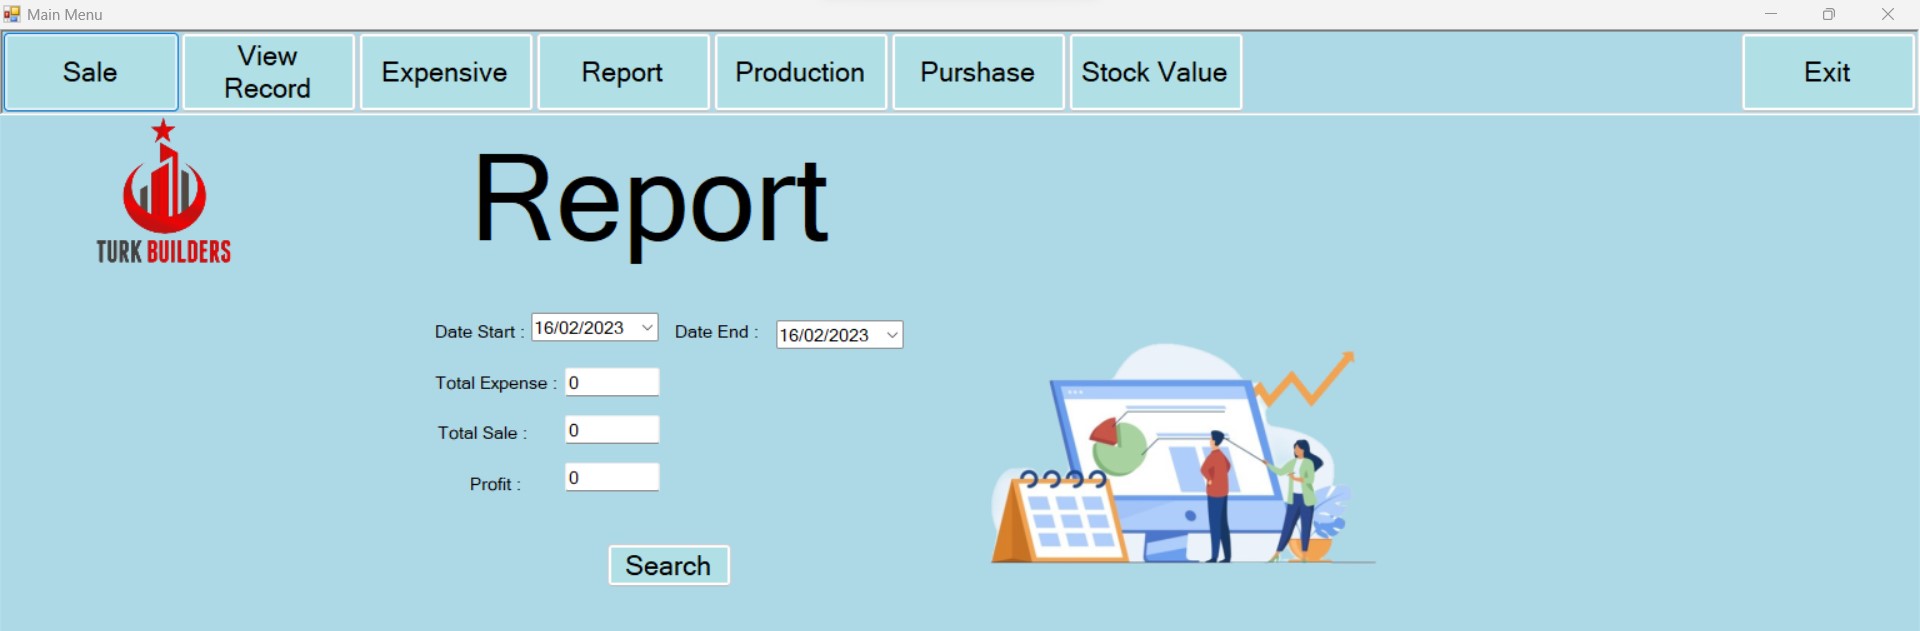 Main Menu
Sale
View
Record
Expensive
Report
Production
Purshase
Stock Value
Exit
TURK BUILDERS
Report
Date Start : 16/02/2023 Date End : 16/02/2023
Total Expense : 0
Total Sale : 0
Profit : 0
Search